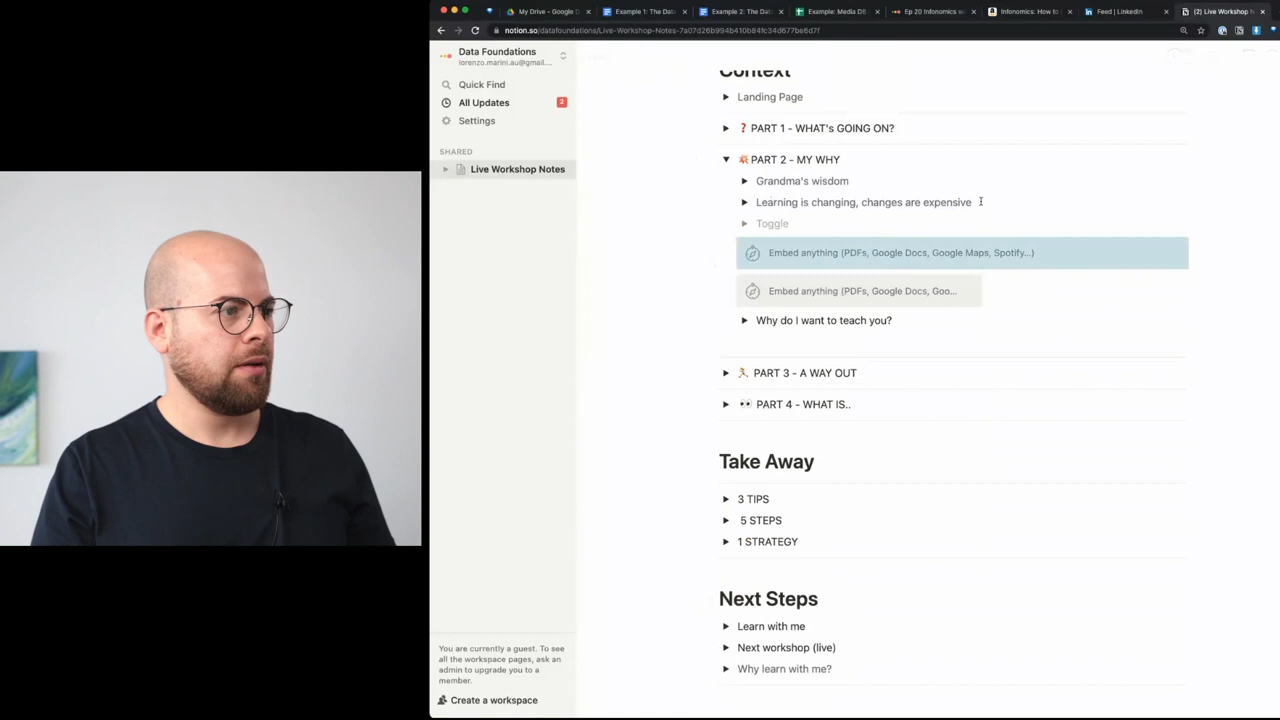 My Drive - Google D
Example 1: The Data
Example 2: The Data
Example: Media DB
Ep 20 Infonomics w
Infonomics: How to
Feed | LinkedIn
(2) Live Workshop N
notion.so/datafoundations/Live-Workshop-Notes-7a07d26b994b410b84fc34d677be6d7f
Data Foundations
lorenzo.marini.au@gmail....
Quick Find
All Updates
2
Settings
SHARED
Live Workshop Notes
You are currently a guest. To see
all the workspace pages, ask an
admin to upgrade you to a
member.
Create a workspace
Context
Landing Page
PART 1 - WHAT's GOING ON?
PART 2 - MY WHY
Grandma's wisdom
Learning is changing, changes are expensive
Toggle
Embed anything (PDFs, Google Docs, Google Maps, Spotify...)
Embed anything (PDFs, Google Docs, Goo...
Why do I want to teach you?
PART 3 - A WAY OUT
PART 4 - WHAT IS..
Take Away
3 TIPS
5 STEPS
1 STRATEGY
Next Steps
Learn with me
Next workshop (live)
Why learn with me?